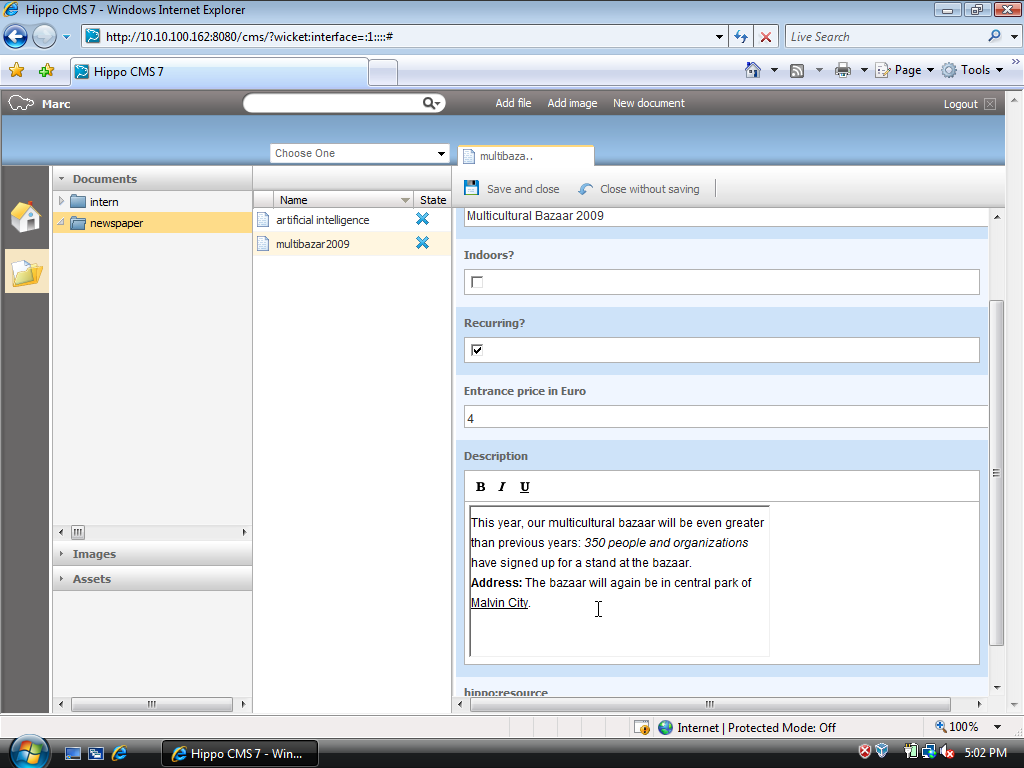 Hippo CMS 7 - Windows Internet Explorer
http://10.10.100.162:8080/cms/?wicket:interface=:1::::#
Live Search
Hippo CMS 7
Page
Tools
Marc
Add file
Add image
New document
Logout
Choose One
multibaza..
Documents
Save and close
Close without saving
intern
newspaper
Name
State
artificial intelligence
multibazar2009
Multicultural Bazaar 2009
Indoors?
Recurring?
Entrance price in Euro
4
Description
B I U
This year, our multicultural bazaar will be even greater
than previous years: 350 people and organizations
have signed up for a stand at the bazaar.
Address: The bazaar will again be in central park of
Malvin City.
Images
Assets
hippo:resource
Internet | Protected Mode: Off
100%
Hippo CMS 7 - Win...
5:02 PM